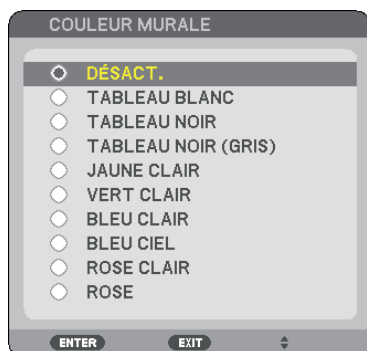 COULEUR MURALE
DÉSACT.
TABLEAU BLANC
TABLEAU NOIR
TABLEAU NOIR (GRIS)
JAUNE CLAIR
VERT CLAIR
BLEU CLAIR
BLEU CIEL
ROSE CLAIR
ROSE
ENTER EXIT